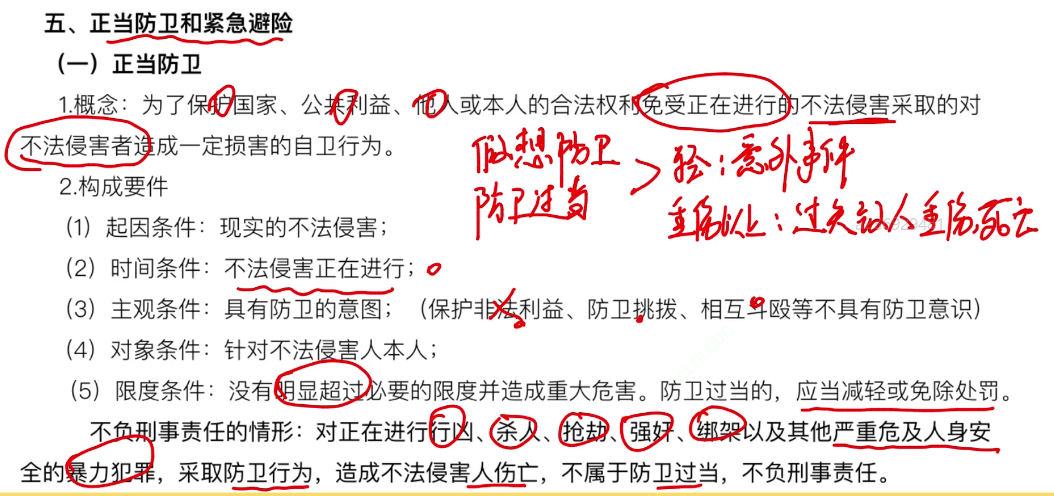 五、正当防卫和紧急避险
（一）正当防卫
1.概念：为了保护国家、公共利益、他人或本人的合法权利免受正在进行的不法侵害采取的对
不法侵害者造成一定损害的自卫行为。
假想防卫
防卫过当
轻：意外事件
重伤以上：过失致人重伤、死亡
2.构成要件
（1）起因条件：现实的不法侵害；
（2）时间条件：不法侵害正在进行；
（3）主观条件：具有防卫的意图；（保护非法利益、防卫挑拨、相互斗殴等不具有防卫意识）
（4）对象条件：针对不法侵害人本人；
（5）限度条件：没有明显超过必要的限度并造成重大危害。防卫过当的，应当减轻或免除处罚。
不负刑事责任的情形：对正在进行行凶、杀人、抢劫、强奸、绑架以及其他严重危及人身安
全的暴力犯罪，采取防卫行为，造成不法侵害人伤亡，不属于防卫过当，不负刑事责任。